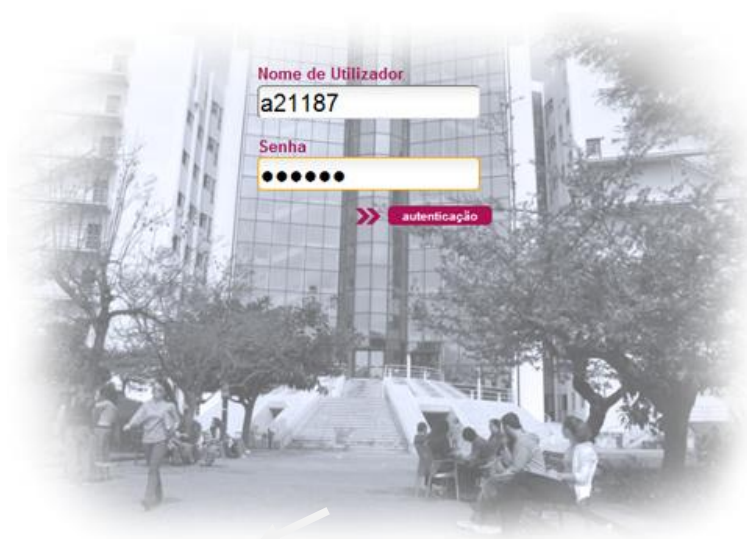 Nome de Utilizador
a21187
Senha
●●●●●●
autenticação